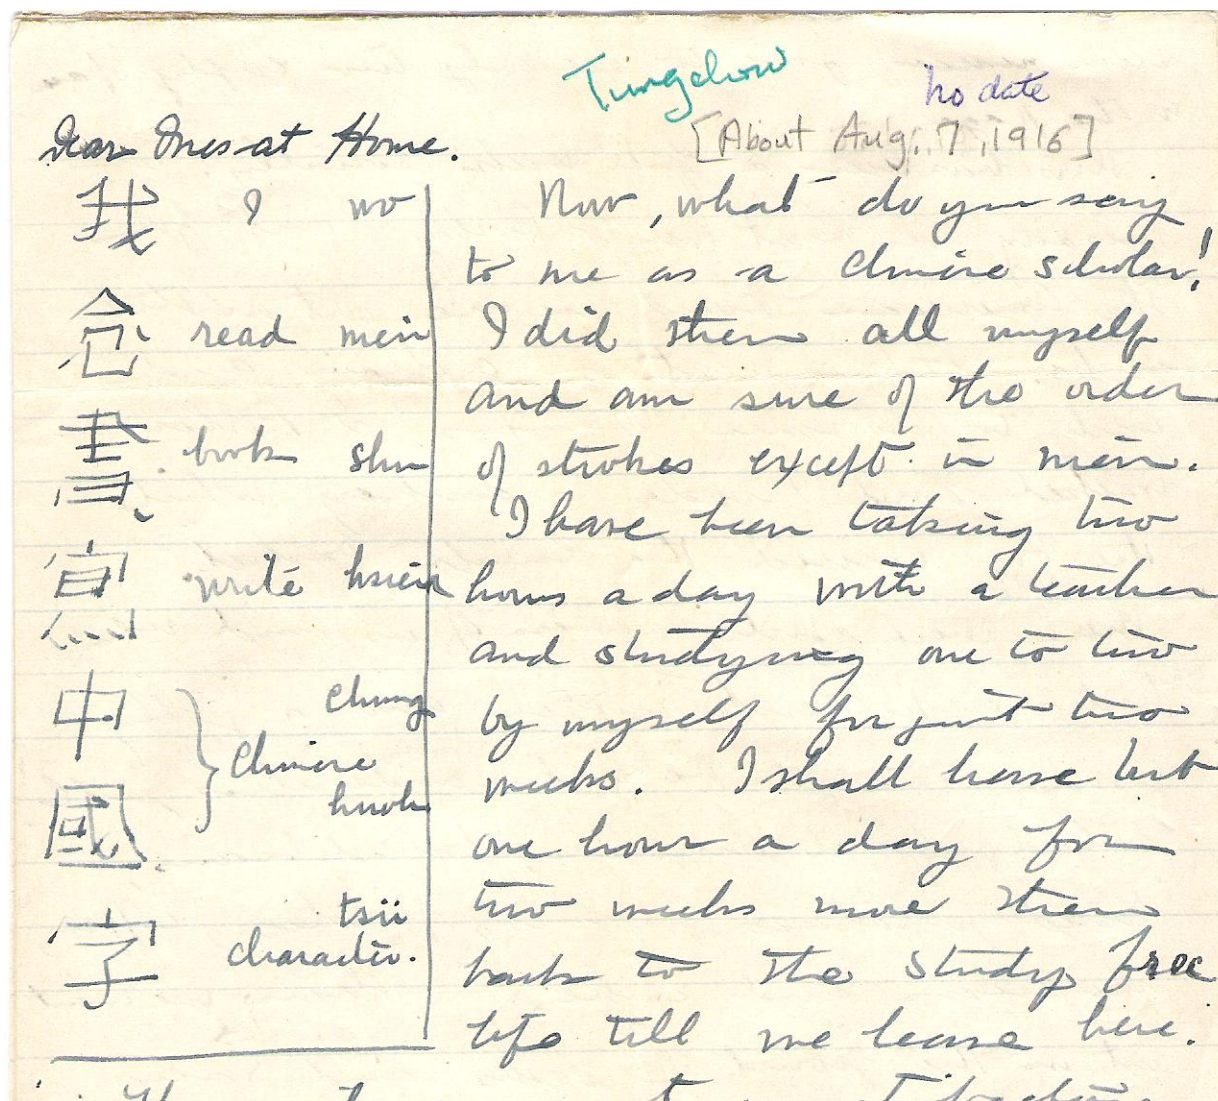 Tungchow
no date
[About Aug. 7, 1916]
Dear Ones at Home.
我 I wo
念 read nien
書 book shu
寫 write hsieh
中 chung
Chinese
國 kuoh
字 tsü
character.
Now, what do you say
to me as a Chinese scholar!
I did them all myself
and am sure of the order
of strokes except in nien.
I have been taking two
hours a day with a teacher
and studying one to two
by myself for just two
weeks. I shall have but
one hour a day for
two weeks more then
back to the study free
life till we leave here.